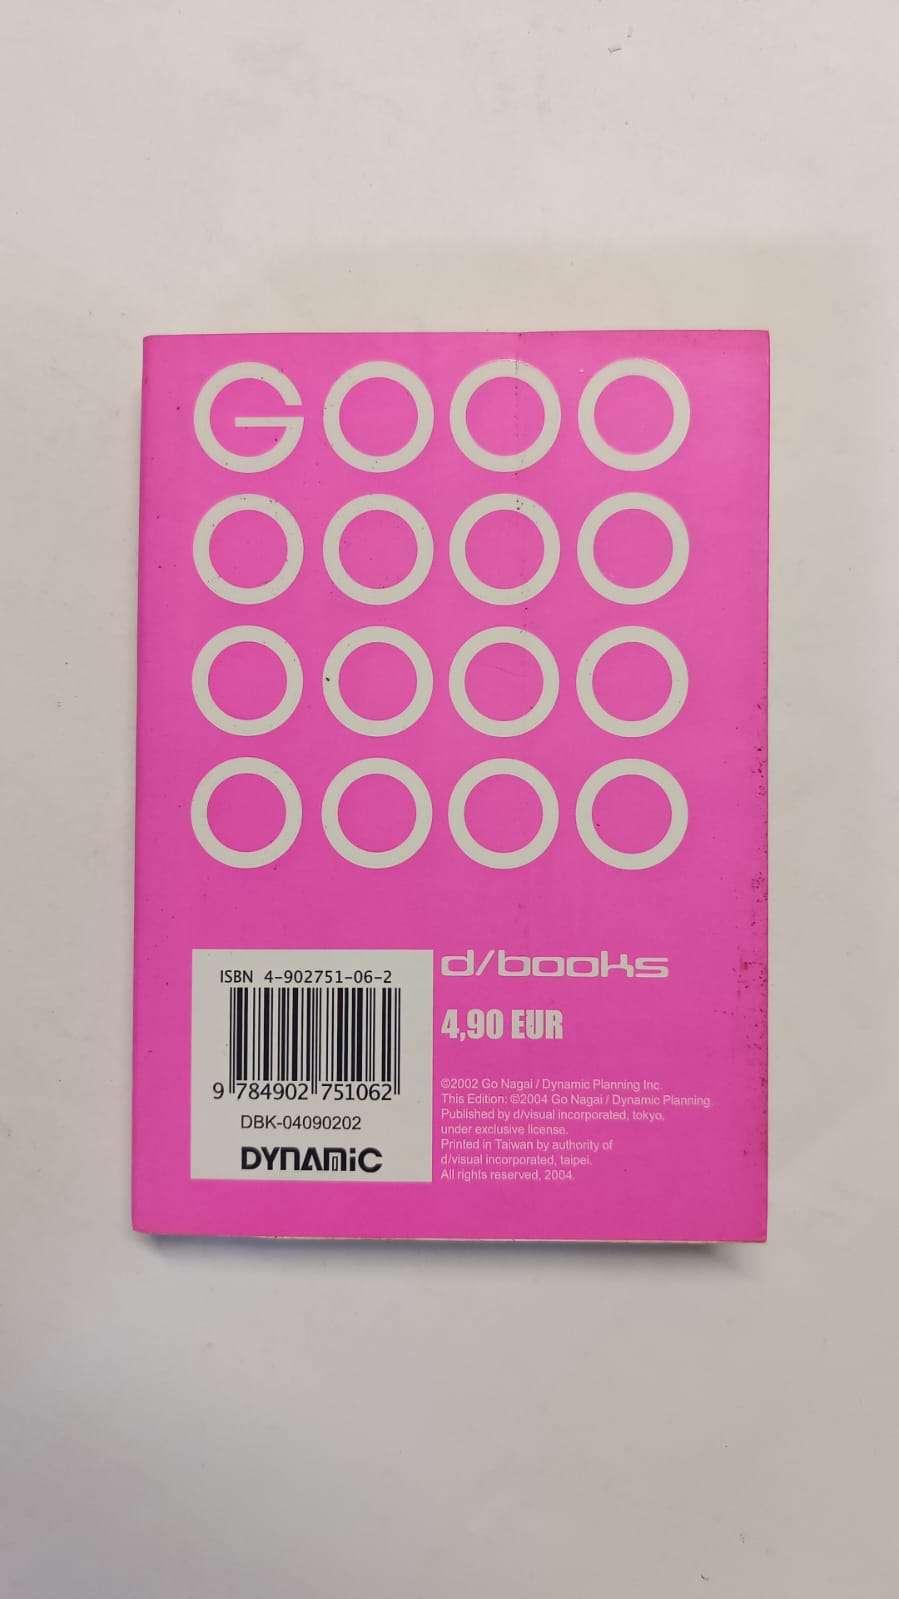 GOOO
OOOO
OOOO
OOOO
ISBN 4-902751-06-2
9 784902 751062
DBK-04090202
DYNAMiC
d/books
4,90 EUR
©2002 Go Nagai / Dynamic Planning Inc.
This Edition: ©2004 Go Nagai / Dynamic Planning.
Published by d/visual incorporated, tokyo,
under exclusive license.
Printed in Taiwan by authority of
d/visual incorporated, taipei.
All rights reserved, 2004.